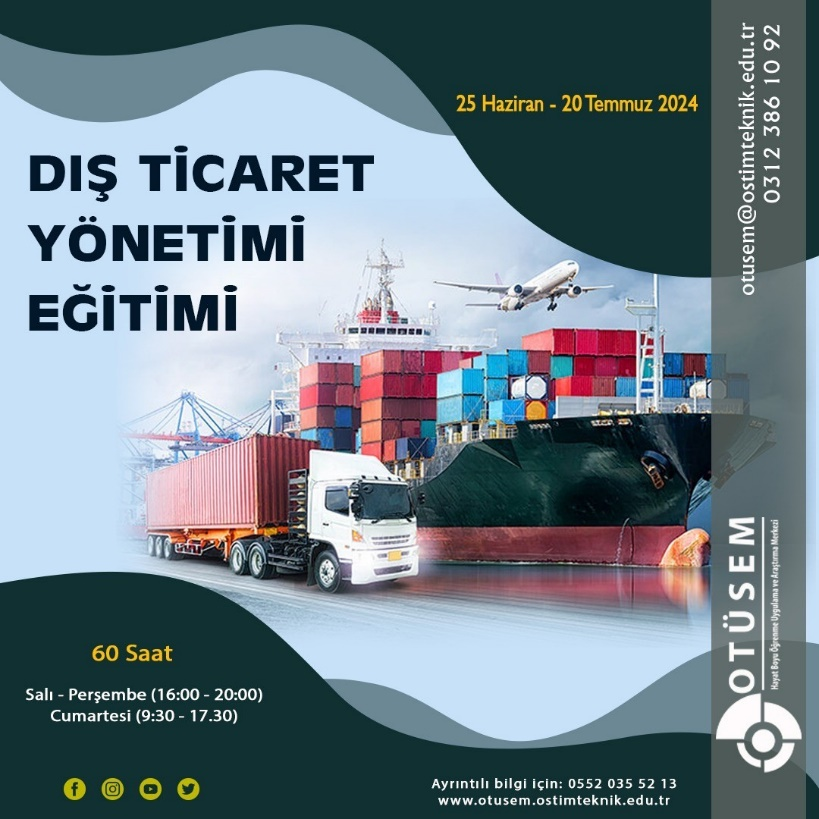 25 Haziran - 20 Temmuz 2024
DIŞ TİCARET
YÖNETİMİ
EĞİTİMİ
otusem@ostimteknik.edu.tr
0312 386 10 92
60 Saat
Salı - Perşembe (16:00 - 20:00)
Cumartesi (9:30 - 17.30)
OTÜSEM
Hayat Boyu Öğrenme Uygulama ve Araştırma Merkezi
Ayrıntılı bilgi için: 0552 035 52 13
www.otusem.ostimteknik.edu.tr